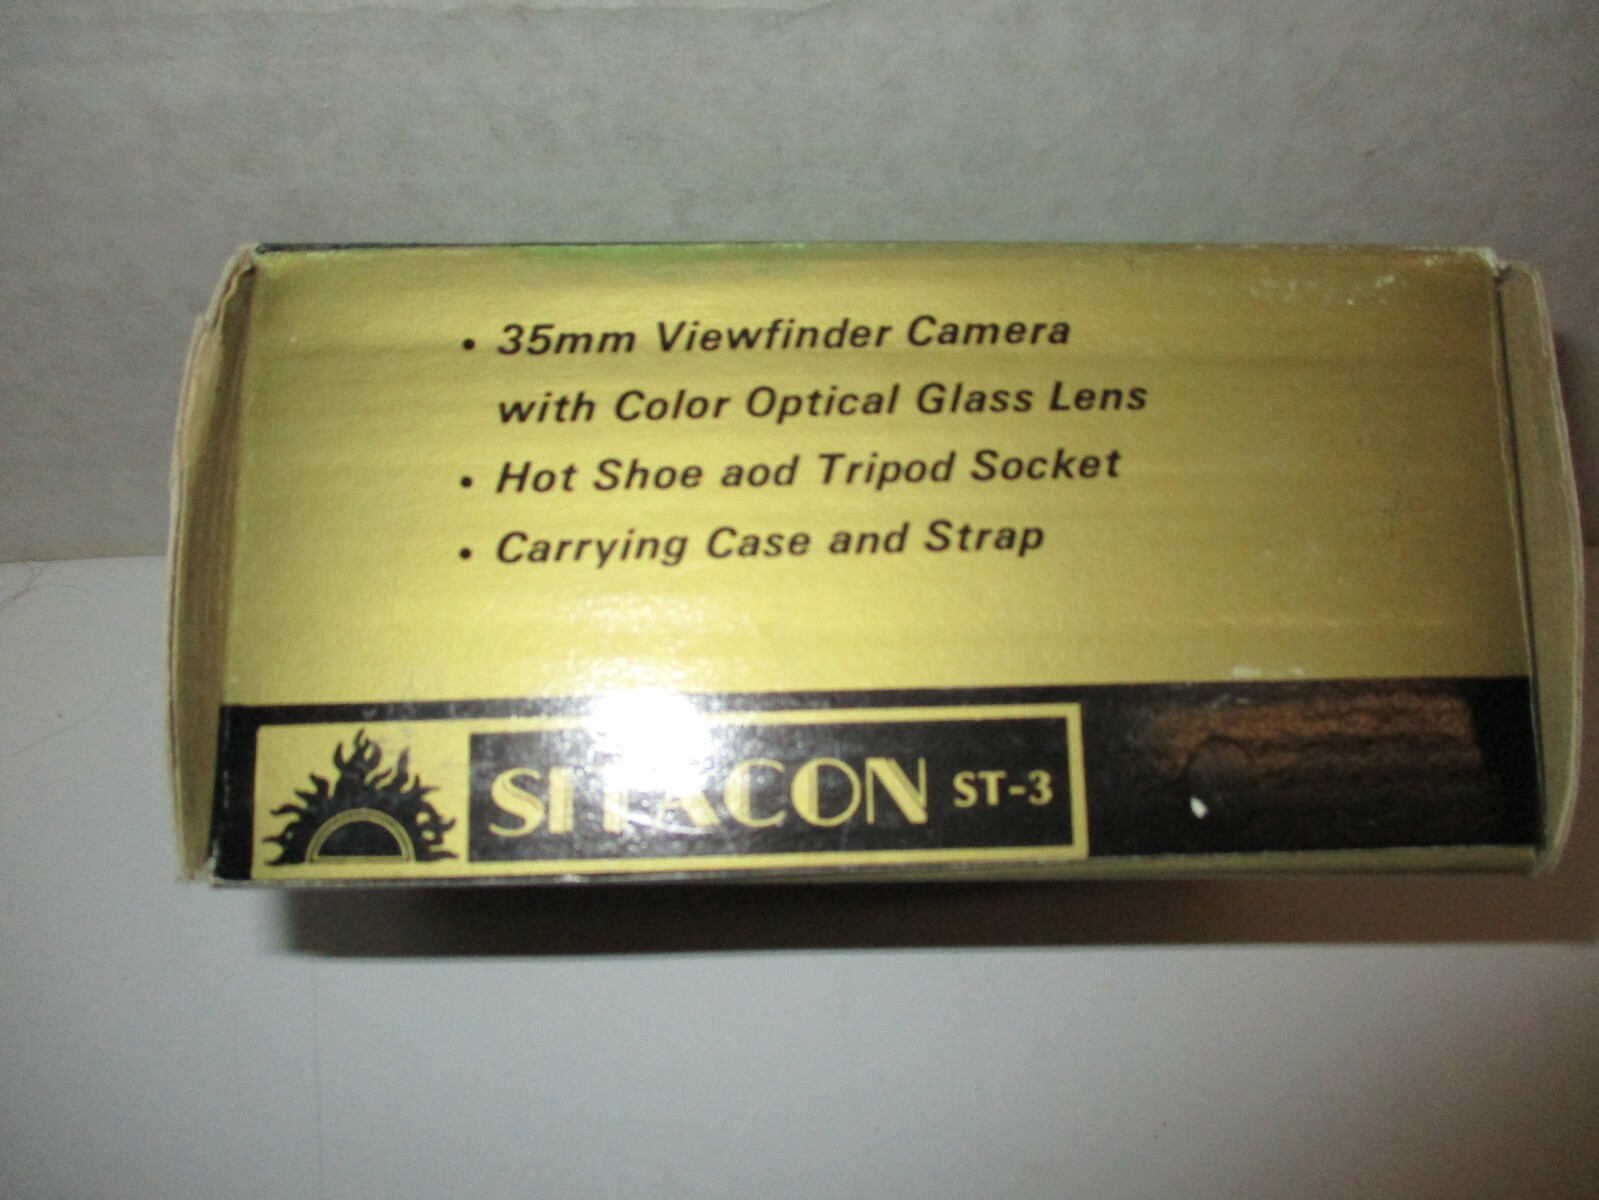 • 35mm Viewfinder Camera
with Color Optical Glass Lens
• Hot Shoe aod Tripod Socket
• Carrying Case and Strap
SITACON ST-3